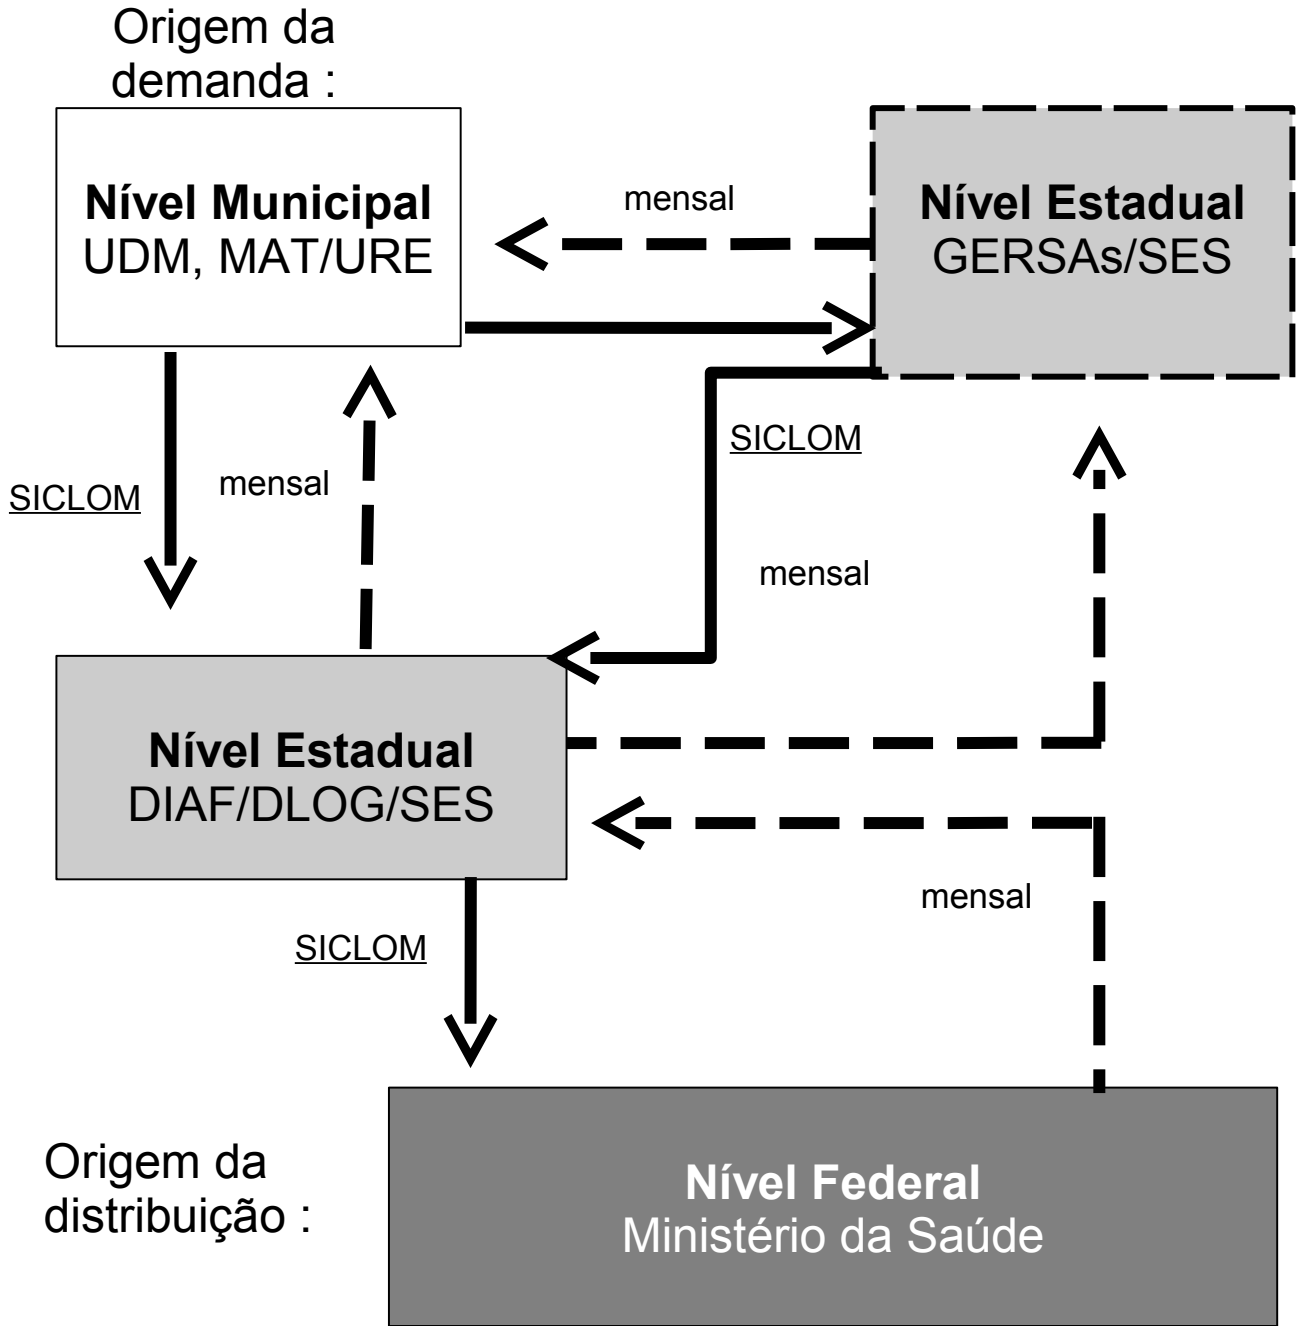 Origem da
demanda :
Nível Municipal
UDM, MAT/URE
mensal
Nível Estadual
GERSAs/SES
SICLOM
mensal
SICLOM
mensal
Nível Estadual
DIAF/DLOG/SES
mensal
SICLOM
Origem da
distribuição :
Nível Federal
Ministério da Saúde